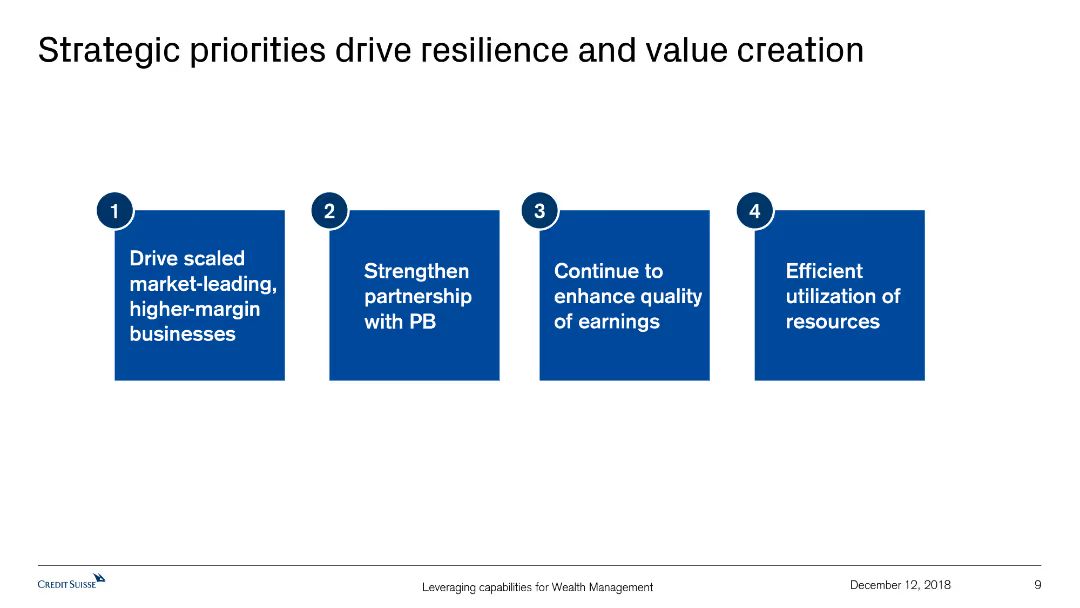 Strategic priorities drive resilience and value creation
1
Drive scaled
market-leading,
higher-margin
businesses
2
Strengthen
partnership
with PB
3
Continue to
enhance quality
of earnings
4
Efficient
utilization of
resources
CREDIT SUISSE
Leveraging capabilities for Wealth Management
December 12, 2018
9